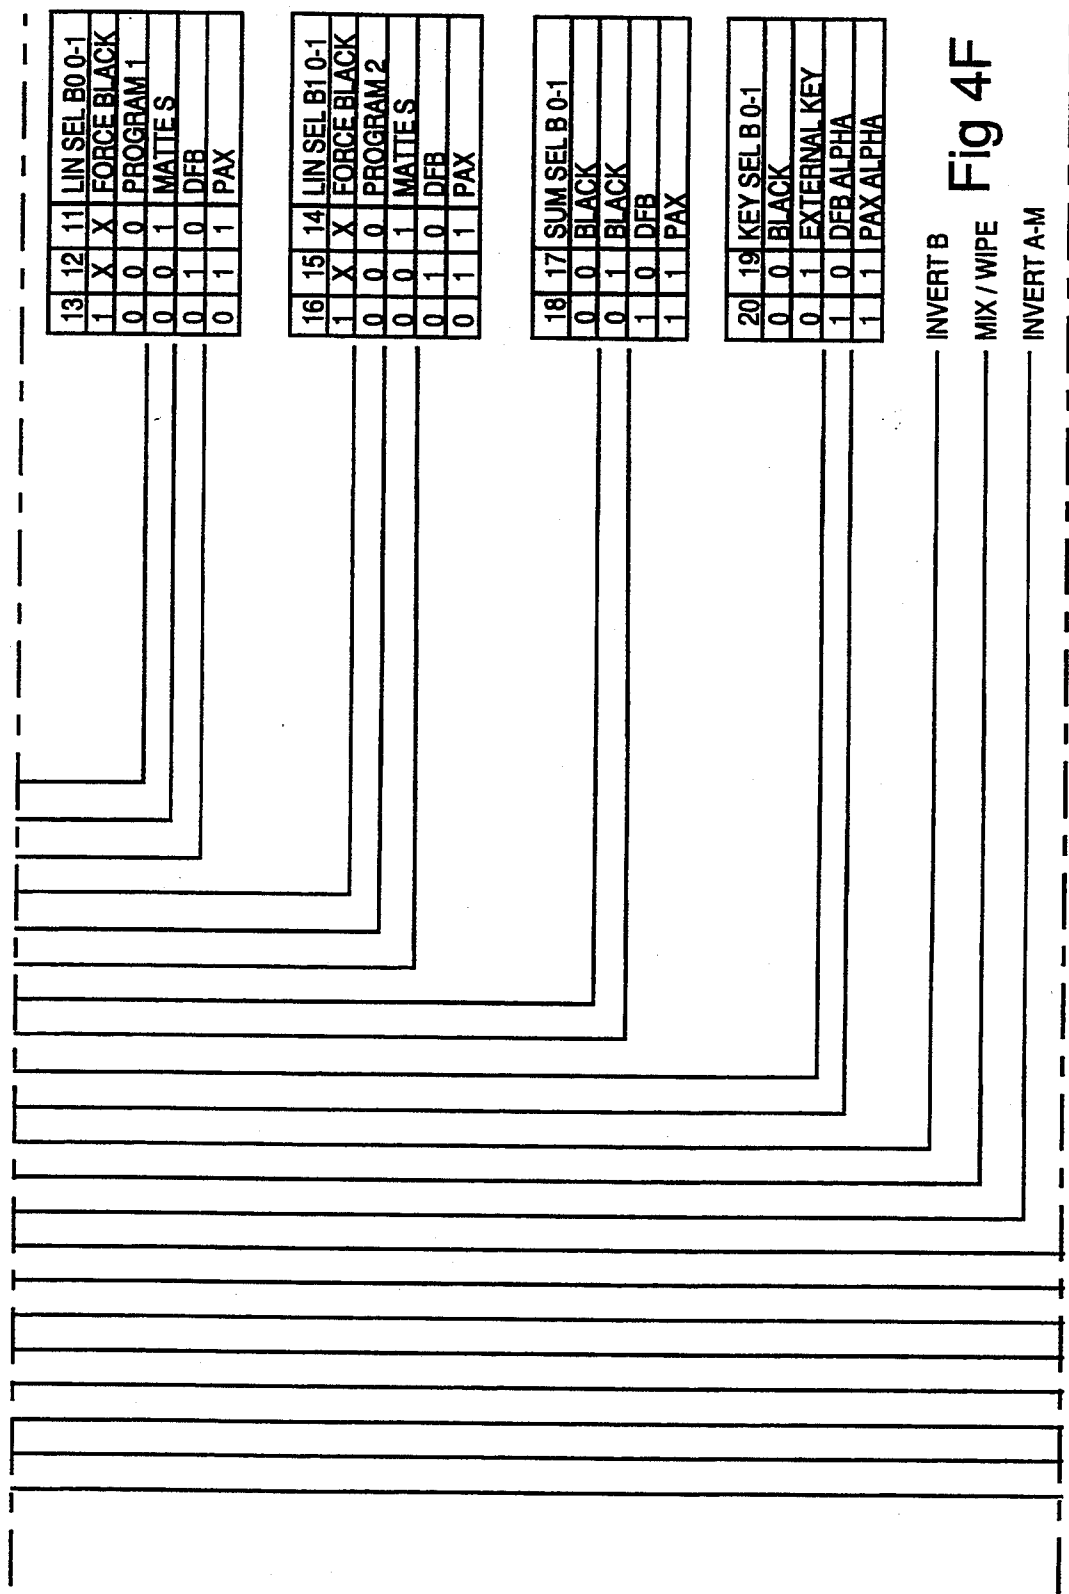 13 12 11 LIN SEL B0 0-1
1 X X FORCE BLACK
0 0 0 PROGRAM 1
0 0 1 MATTE S
0 1 0 DFB
0 1 1 PAX
16 15 14 LIN SEL B1 0-1
1 X X FORCE BLACK
0 0 0 PROGRAM 2
0 0 1 MATTE S
0 1 0 DFB
0 1 1 PAX
18 17 SUM SEL B 0-1
0 0 BLACK
0 1 BLACK
1 0 DFB
1 1 PAX
20 19 KEY SEL B 0-1
0 0 BLACK
0 1 EXTERNAL KEY
1 0 DFB ALPHA
1 1 PAX ALPHA
INVERT B
MIX / WIPE
INVERT A-M
Fig 4F